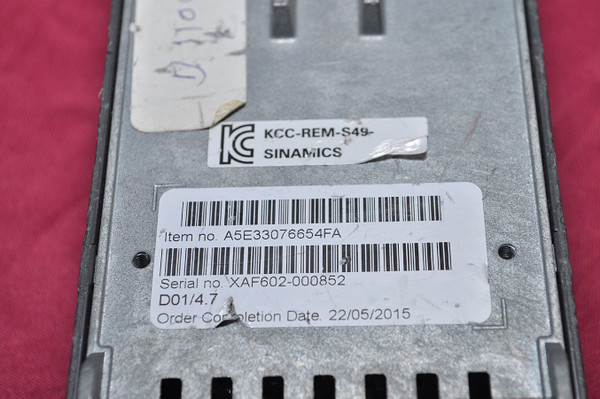 KCC-REM-S49-
SINAMICS
Item no. A5E33076654FA
Serial no. XAF602-000852
D01/4.7
Order Completion Date. 22/05/2015